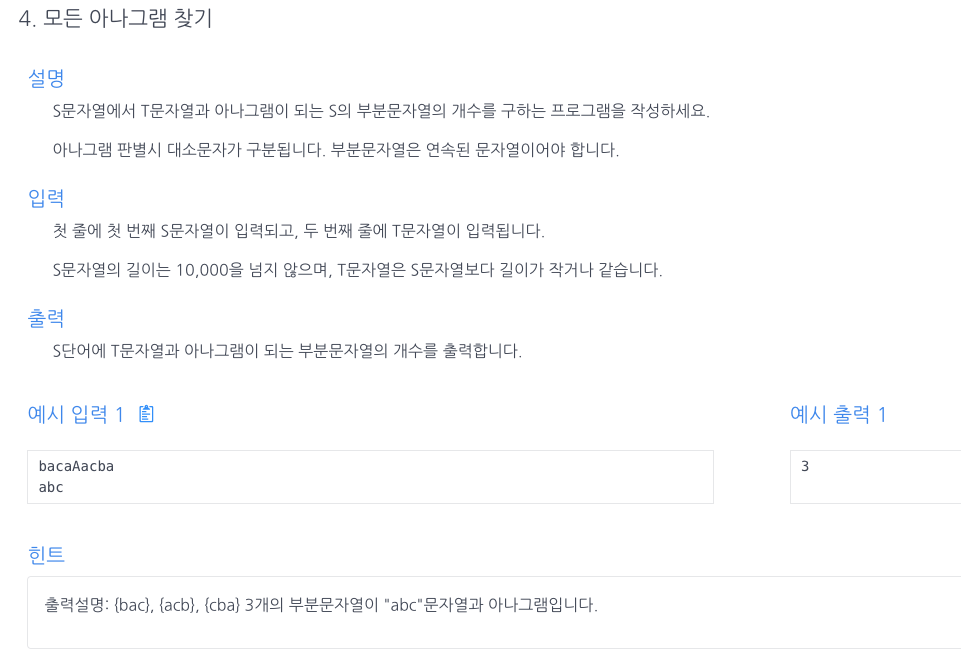 4. 모든 아나그램 찾기
설명
S문자열에서 T문자열과 아나그램이 되는 S의 부분문자열의 개수를 구하는 프로그램을 작성하세요.
아나그램 판별시 대소문자가 구분됩니다. 부분문자열은 연속된 문자열이어야 합니다.
입력
첫 줄에 첫 번째 S문자열이 입력되고, 두 번째 줄에 T문자열이 입력됩니다.
S문자열의 길이는 10,000을 넘지 않으며, T문자열은 S문자열보다 길이가 작거나 같습니다.
출력
S단어에 T문자열과 아나그램이 되는 부분문자열의 개수를 출력합니다.
예시 입력 1
예시 출력 1
bacaAacba
abc
3
힌트
출력설명: {bac}, {acb}, {cba} 3개의 부분문자열이 "abc"문자열과 아나그램입니다.